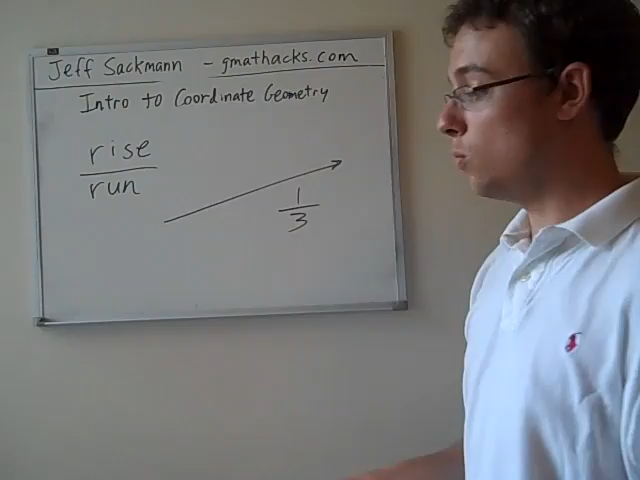 Jeff Sackmann - gmathacks.com
Intro to Coordinate Geometry
rise
run
1
3